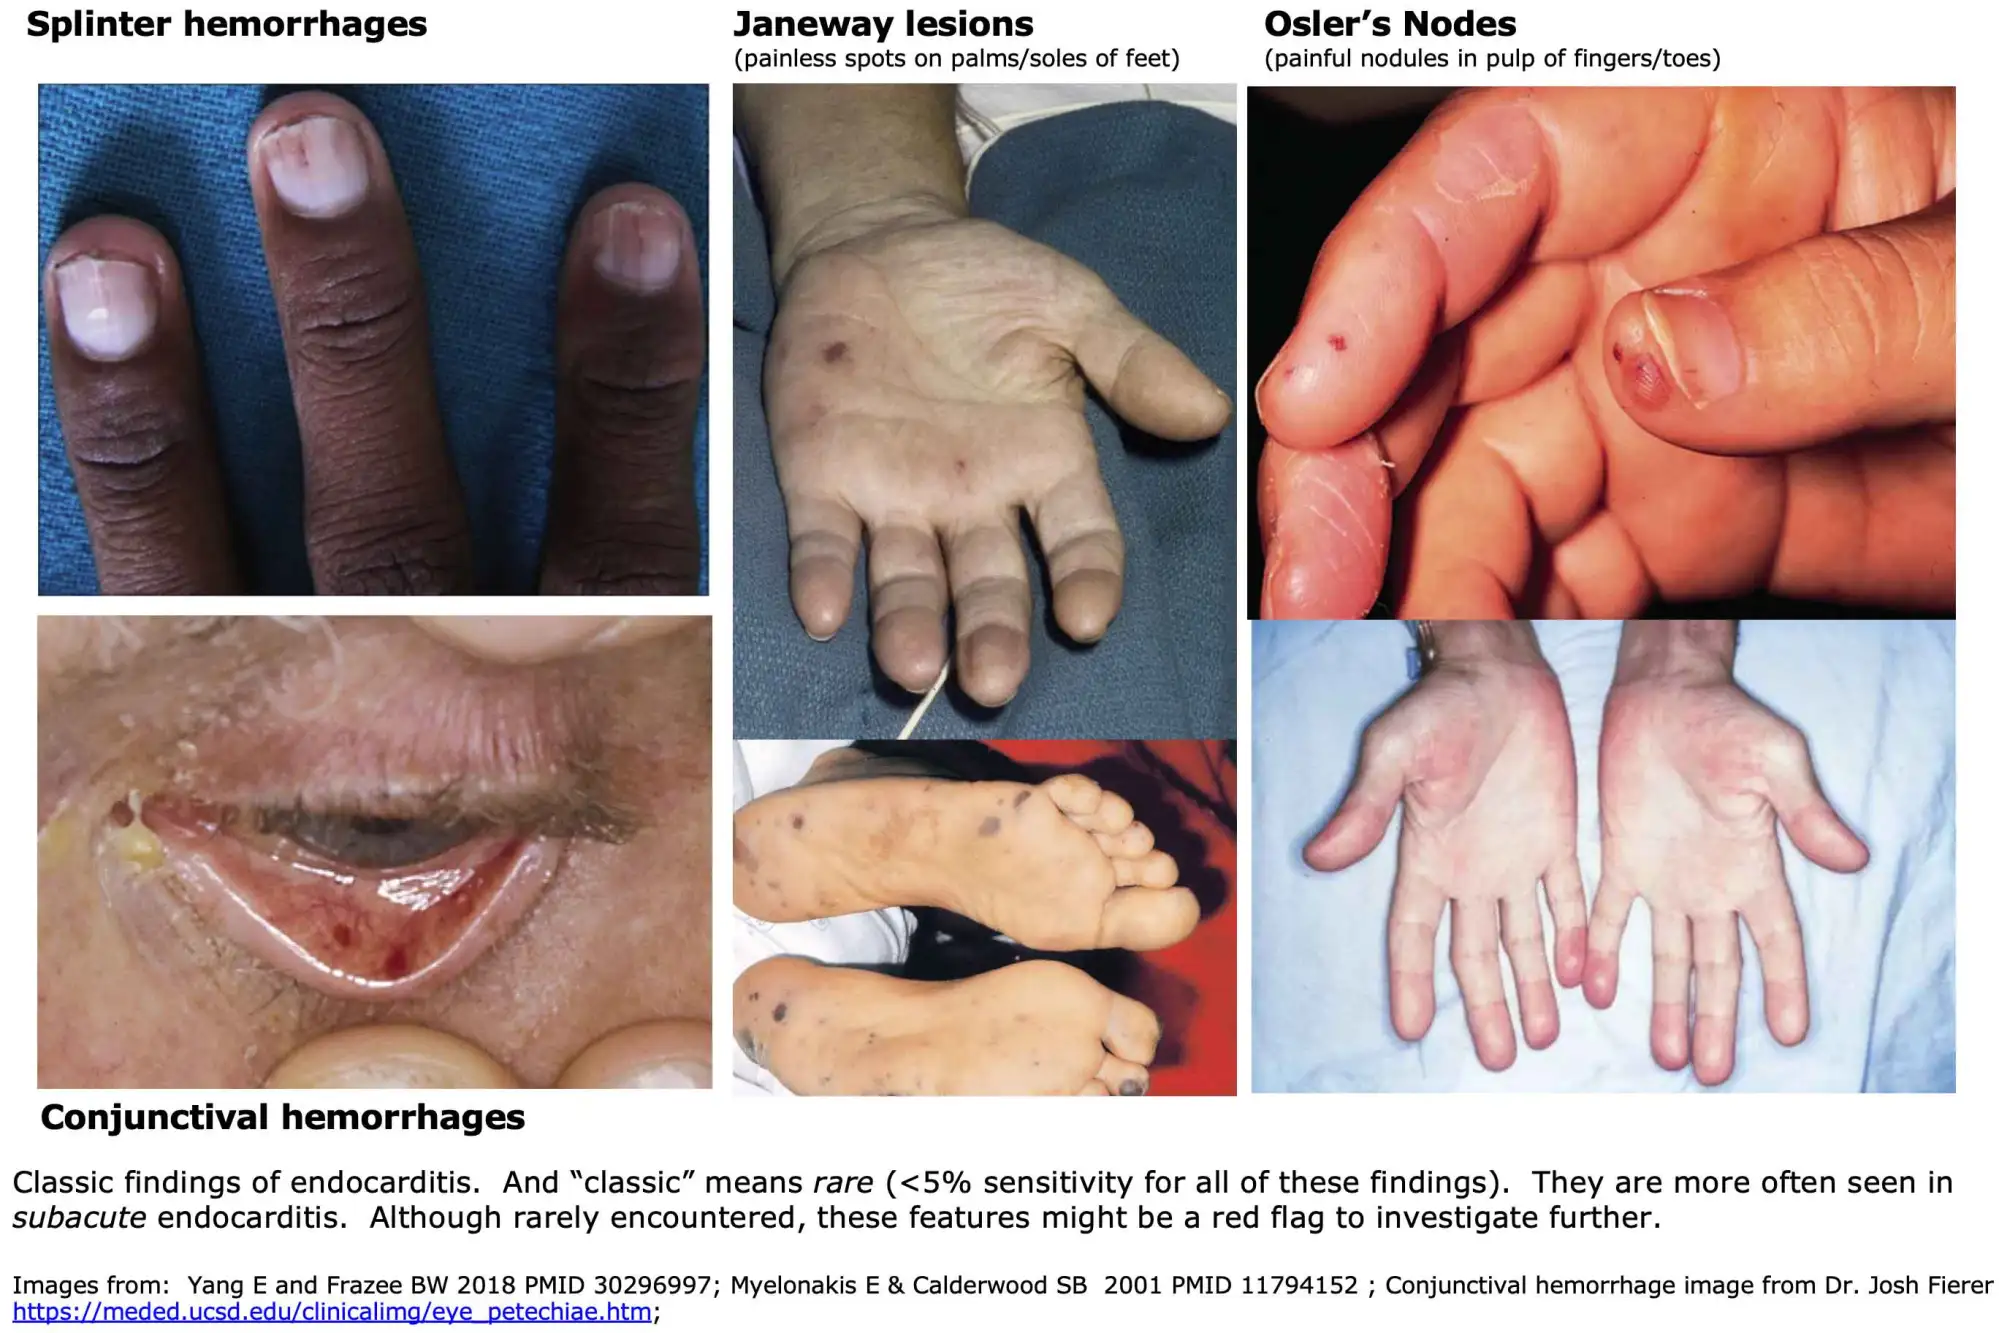 Splinter hemorrhages
Janeway lesions
(painless spots on palms/soles of feet)
Osler’s Nodes
(painful nodules in pulp of fingers/toes)
Conjunctival hemorrhages
Classic findings of endocarditis.  And “classic” means rare (<5% sensitivity for all of these findings).  They are more often seen in
subacute endocarditis.  Although rarely encountered, these features might be a red flag to investigate further.
Images from:  Yang E and Frazee BW 2018 PMID 30296997; Myelonakis E & Calderwood SB  2001 PMID 11794152 ; Conjunctival hemorrhage image from Dr. Josh Fierer
https://meded.ucsd.edu/clinicalimg/eye_petechiae.htm;